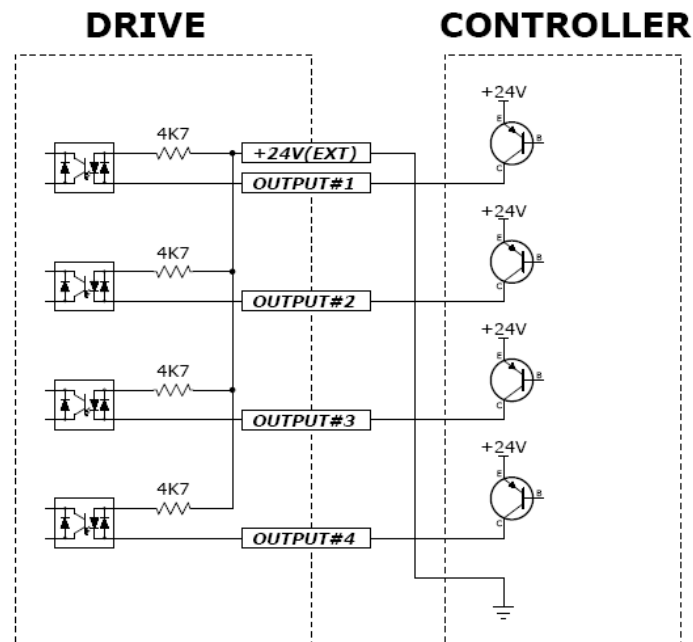 DRIVE CONTROLLER
+24V
E
B
C
4K7
+24V(EXT)
OUTPUT#1
+24V
E
B
C
4K7
OUTPUT#2
+24V
E
B
C
4K7
OUTPUT#3
+24V
E
B
C
4K7
OUTPUT#4